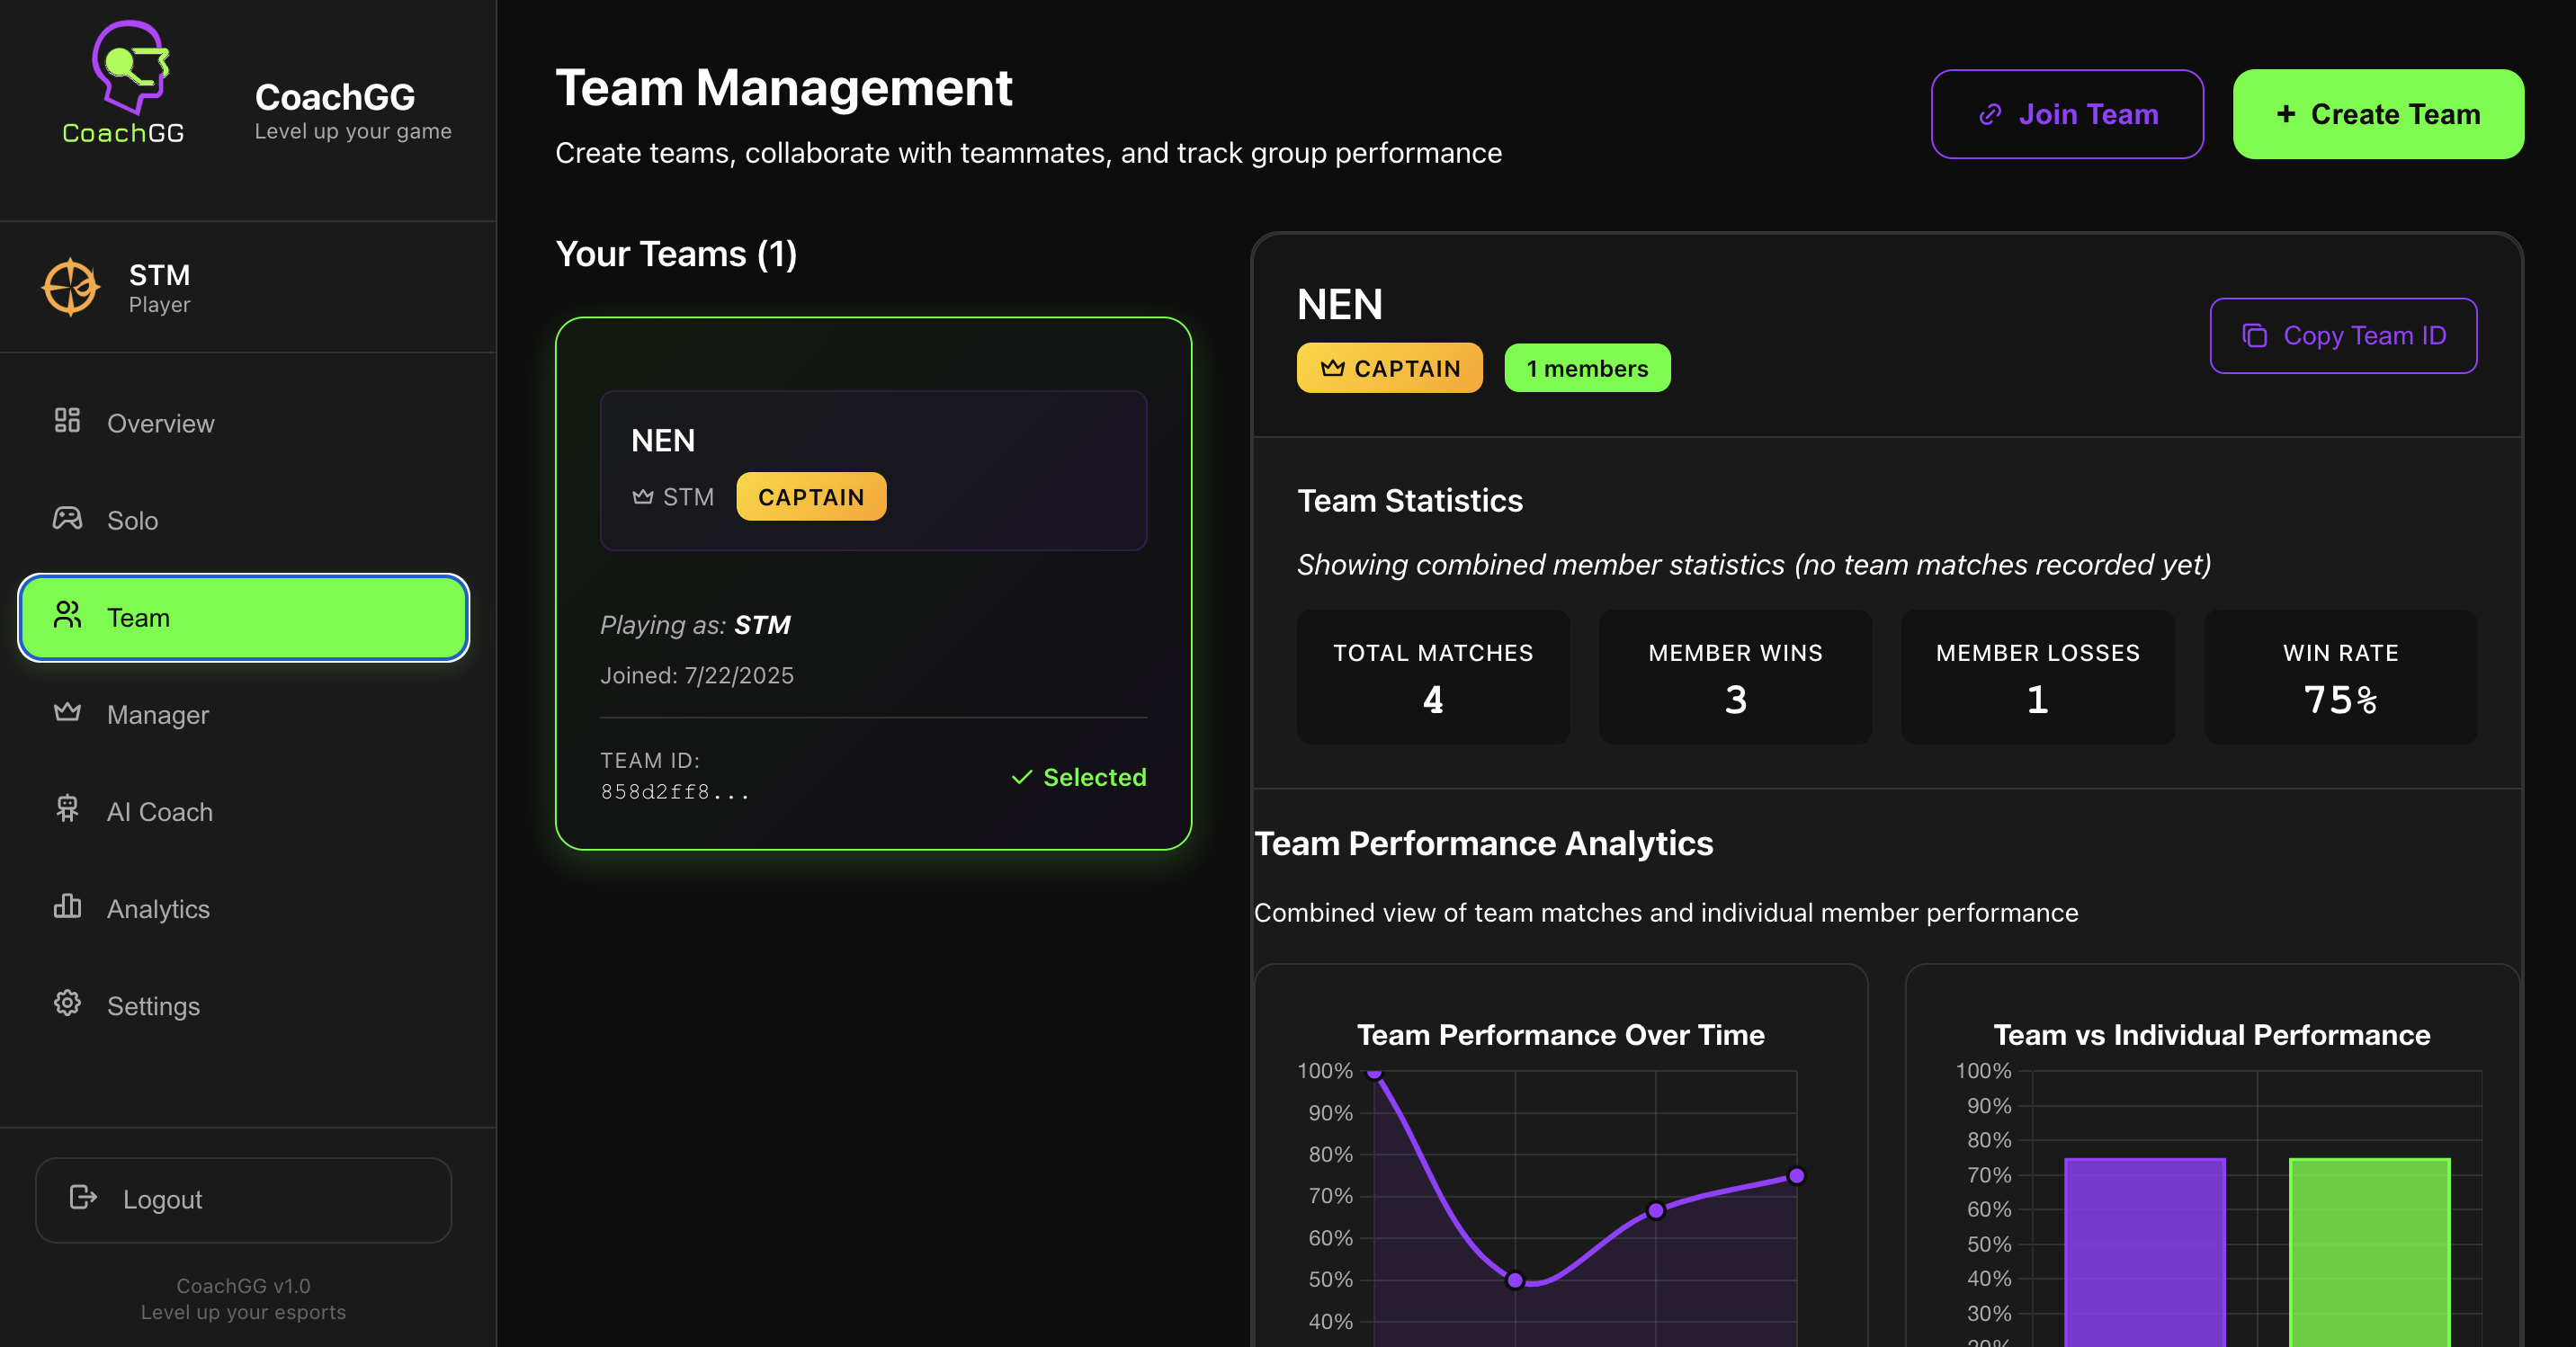 CoachGG
CoachGG
Level up your game
STM
Player
Overview
Solo
Team
Manager
AI Coach
Analytics
Settings
Logout
CoachGG v1.0
Level up your esports
Team Management
Create teams, collaborate with teammates, and track group performance
Join Team
+ Create Team
Your Teams (1)
NEN
STM CAPTAIN
Playing as: STM
Joined: 7/22/2025
TEAM ID:
858d2ff8...
Selected
NEN
CAPTAIN 1 members
Copy Team ID
Team Statistics
Showing combined member statistics (no team matches recorded yet)
TOTAL MATCHES
4
MEMBER WINS
3
MEMBER LOSSES
1
WIN RATE
75%
Team Performance Analytics
Combined view of team matches and individual member performance
Team Performance Over Time
100%
90%
80%
70%
60%
50%
40%
Team vs Individual Performance
100%
90%
80%
70%
60%
50%
40%
30%